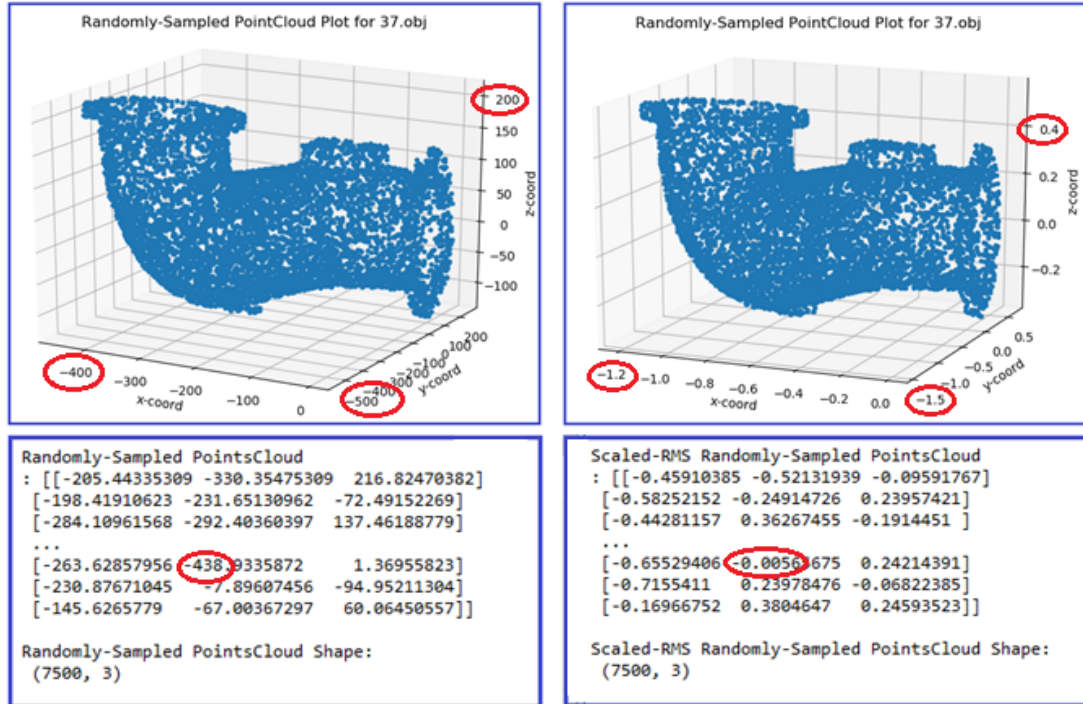 Randomly-Sampled PointCloud Plot for 37.obj
200
150
100
50
0
−50
−100
z-coord
−400
−300
−200
−100
0
x-coord
−500
−400
−300
−200
−100
0
100
200
y-coord
Randomly-Sampled PointCloud Plot for 37.obj
0.4
0.2
0.0
−0.2
z-coord
−1.2
−1.0
−0.8
−0.6
−0.4
−0.2
0.0
x-coord
−1.5
−1.0
−0.5
0.0
0.5
y-coord
Randomly-Sampled PointsCloud
: [[-205.44335309 -330.35475309 216.82470382]
[-198.41910623 -231.65130962 -72.49152269]
[-284.10961568 -292.40360397 137.46188779]
...
[-263.62857956 -438.9335872 1.36955823]
[-230.87671045 -7.89607456 -94.95211304]
[-145.6265779 -67.00367297 60.06450557]]
Randomly-Sampled PointsCloud Shape:
(7500, 3)
Scaled-RMS Randomly-Sampled PointsCloud
: [[-0.45910385 -0.52131939 -0.09591767]
[-0.58252152 -0.24914726 0.23957421]
[-0.44281157 0.36267455 -0.1914451 ]
...
[-0.65529406 0.24214391]
[-0.7155411 0.23978476 -0.06822385]
[-0.16966752 0.3804647 0.24593523]]
Scaled-RMS Randomly-Sampled PointsCloud Shape:
(7500, 3)